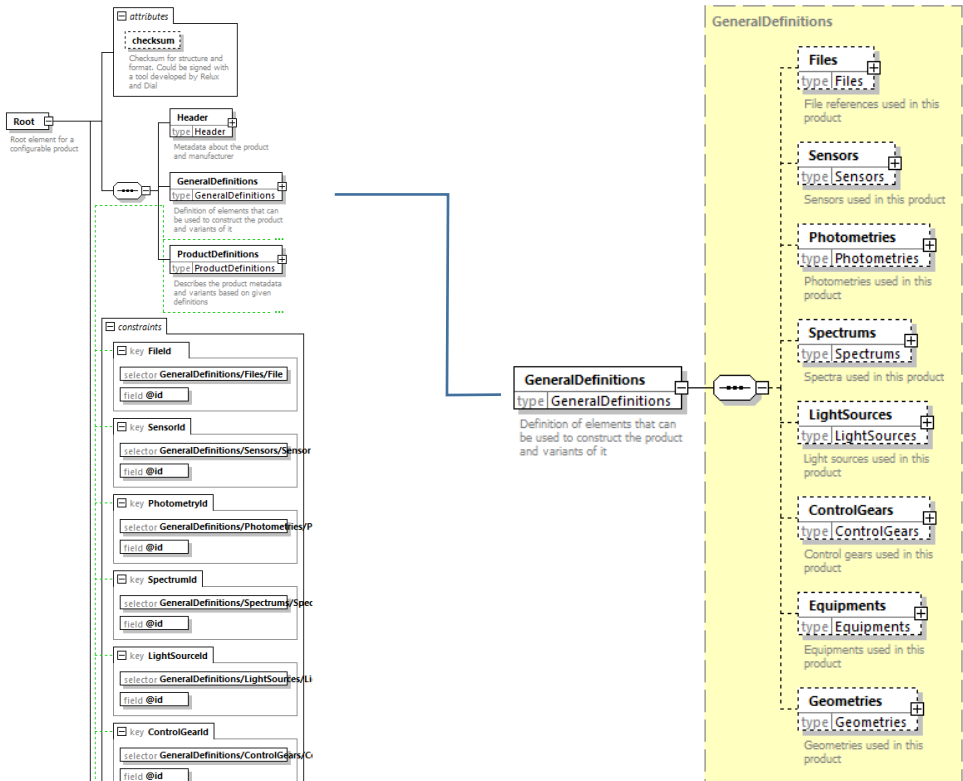 attributes
checksum
Checksum for structure and
format. Could be signed with
a tool developed by Relux
and Dial
Root
Root element for a
configurable product
Header
type Header
Metadata about the product
and manufacturer
GeneralDefinitions
type GeneralDefinitions
Definition of elements that can
be used to construct the product
and variants of it
ProductDefinitions
type ProductDefinitions
Describes the product metadata
and variants based on given
definitions
constraints
key FileId
selector GeneralDefinitions/Files/File
field @id
key SensorId
selector GeneralDefinitions/Sensors/Sensor
field @id
key PhotometryId
selector GeneralDefinitions/Photometries/P
field @id
key SpectrumId
selector GeneralDefinitions/Spectrums/Spec
field @id
key LightSourceId
selector GeneralDefinitions/LightSources/Li
field @id
key ControlGearId
selector GeneralDefinitions/ControlGears/C
field @id
GeneralDefinitions
type GeneralDefinitions
Definition of elements that can
be used to construct the product
and variants of it
GeneralDefinitions
Files
type Files
File references used in this
product
Sensors
type Sensors
Sensors used in this product
Photometries
type Photometries
Photometries used in this
product
Spectrums
type Spectrums
Spectra used in this product
LightSources
type LightSources
Light sources used in this
product
ControlGears
type ControlGears
Control gears used in this
product
Equipments
type Equipments
Equipments used in this
product
Geometries
type Geometries
Geometries used in this
product